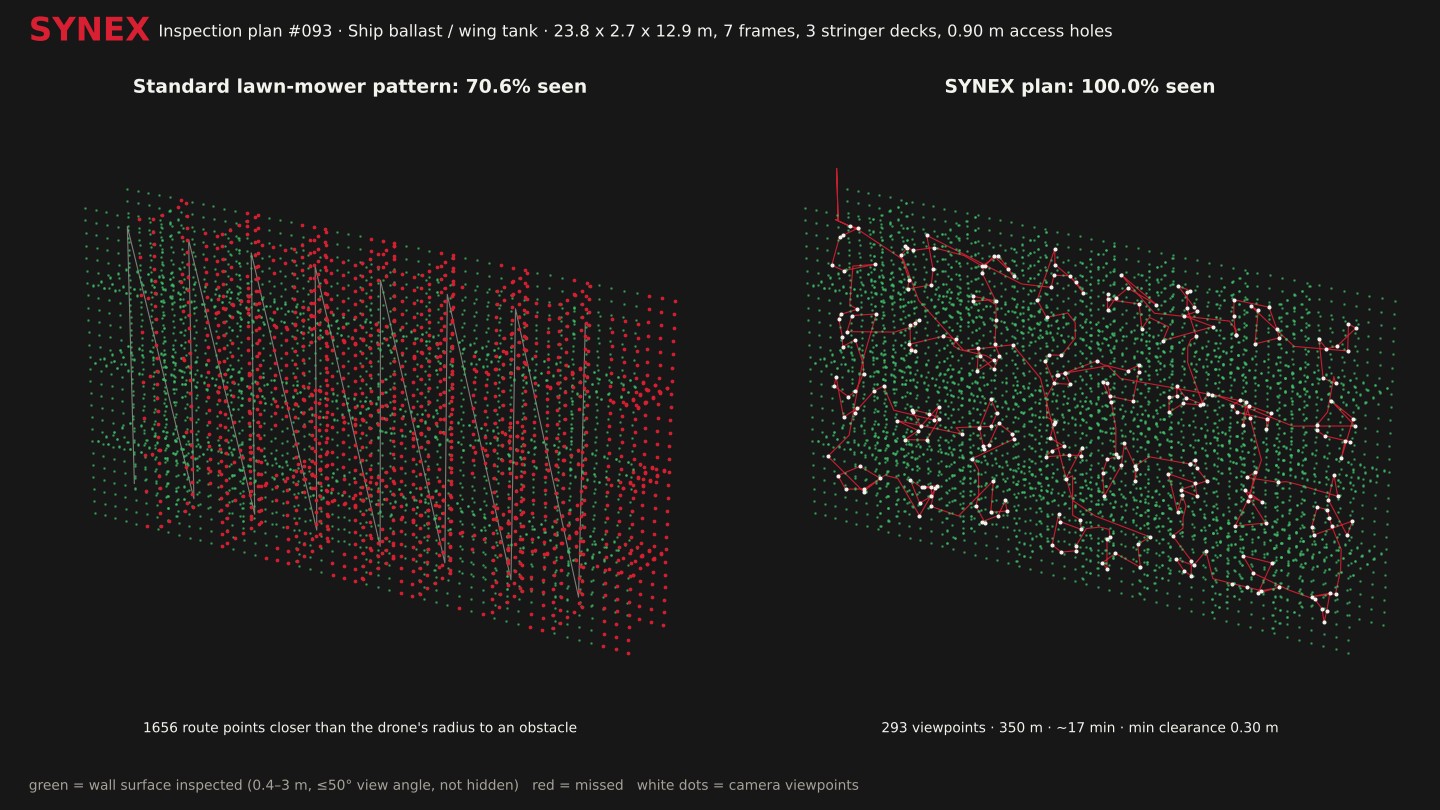 SYNEX Inspection plan #093 · Ship ballast / wing tank · 23.8 x 2.7 x 12.9 m, 7 frames, 3 stringer decks, 0.90 m access holes
Standard lawn-mower pattern: 70.6% seen
SYNEX plan: 100.0% seen
1656 route points closer than the drone's radius to an obstacle
293 viewpoints · 350 m · ~17 min · min clearance 0.30 m
green = wall surface inspected (0.4–3 m, ≤50° view angle, not hidden)   red = missed   white dots = camera viewpoints